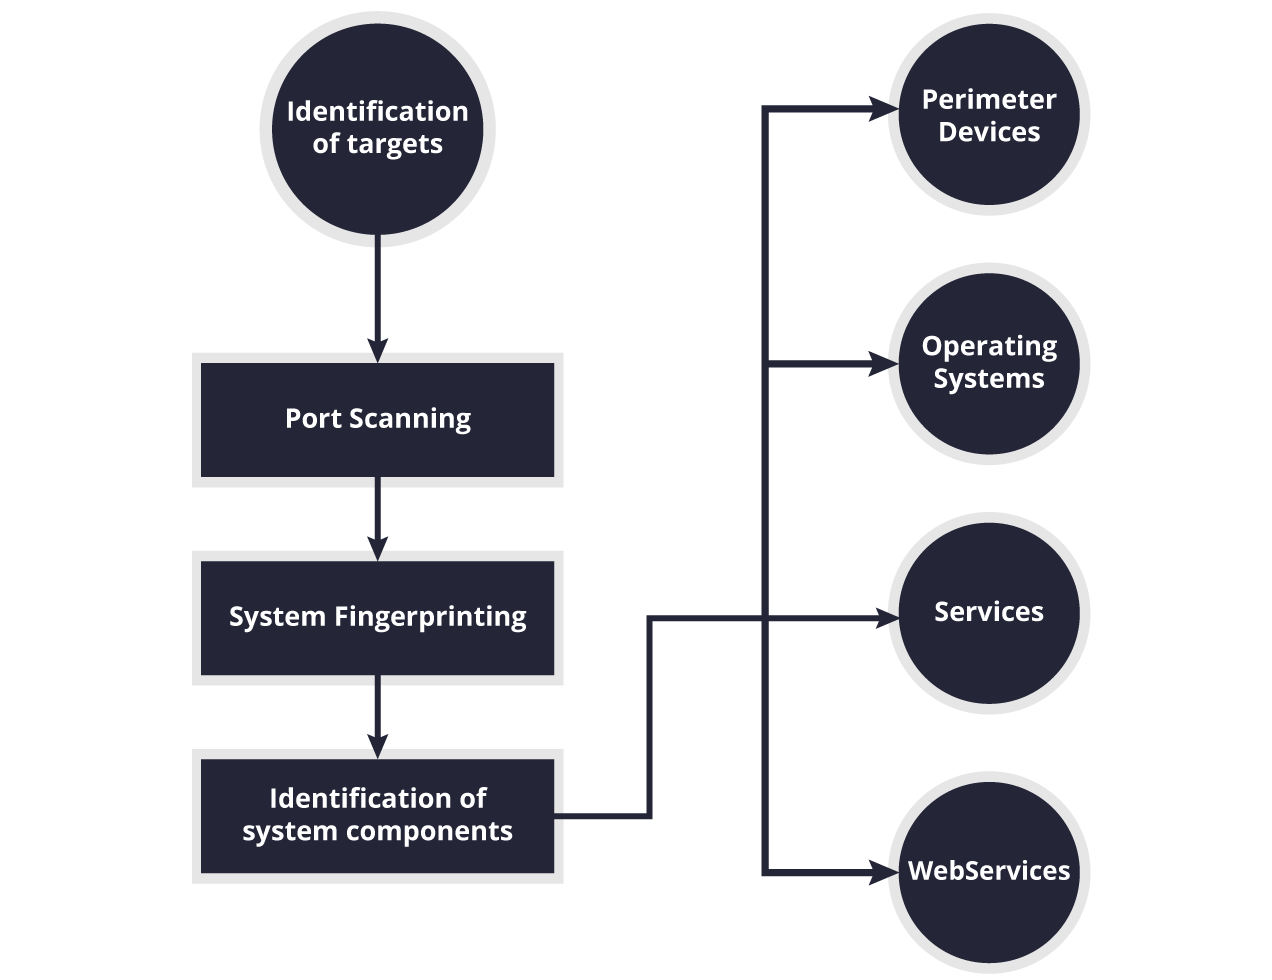 Identification
of targets
Port Scanning
System Fingerprinting
Identification of
system components
Perimeter
Devices
Operating
Systems
Services
WebServices